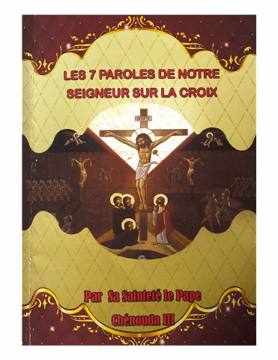 LES 7 PAROLES DE NOTRE
SEIGNEUR SUR LA CROIX
Par Sa Sainteté le Pape
Chénouda III